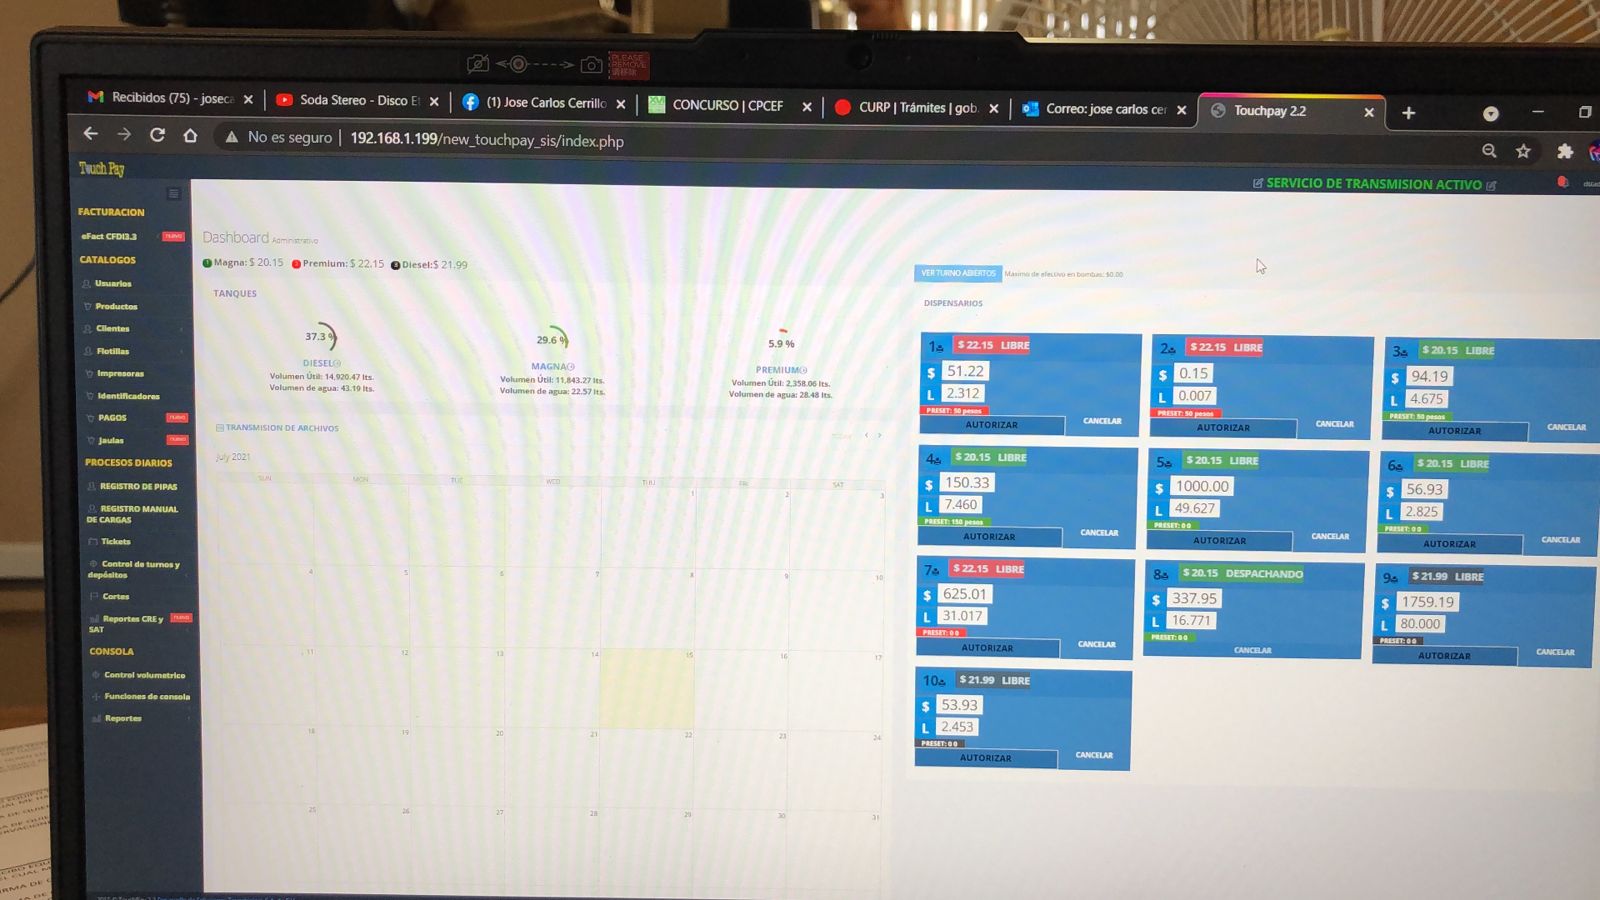 PLEASE
REMOVE
请移除
Recibidos (75) - joseca
Soda Stereo - Disco E
(1) Jose Carlos Cerrillo
CONCURSO | CPCEF
CURP | Trámites | gob.
Correo: jose carlos cer
Touchpay 2.2
No es seguro | 192.168.1.199/new_touchpay_sis/index.php
Touch Pay
SERVICIO DE TRANSMISION ACTIVO
FACTURACION
eFact CFDI3.3 nuevo
CATALOGOS
Usuarios
Productos
Clientes
Flotillas
Impresoras
Identificadores
PAGOS nuevo
Jaulas nuevo
PROCESOS DIARIOS
REGISTRO DE PIPAS
REGISTRO MANUAL
DE CARGAS
Tickets
Control de turnos y
depósitos
Cortes
Reportes CRE y nuevo
SAT
CONSOLA
Control volumetrico
Funciones de consola
Reportes
Dashboard Administrativo
Magna: $ 20.15 Premium: $ 22.15 Diesel:$ 21.99
TANQUES
37.3 %
DIESEL
Volumen Útil: 14,920.47 lts.
Volumen de agua: 43.19 lts.
29.6 %
MAGNA
Volumen Útil: 11,843.27 lts.
Volumen de agua: 22.57 lts.
5.9 %
PREMIUM
Volumen Útil: 2,358.06 lts.
Volumen de agua: 28.48 lts.
TRANSMISION DE ARCHIVOS
TODAY
July 2021
SUN MON TUE WED THU FRI SAT
1 2 3
4 5 6 7 8 9 10
11 12 13 14 15 16 17
18 19 20 21 22 23 24
25 26 27 28 29 30 31
VER TURNO ABIERTOS Maximo de efectivo en bombas: $0.00
DISPENSARIOS
1 $ 22.15 LIBRE
$ 51.22
L 2.312
PRESET: 50 pesos
AUTORIZAR CANCELAR
2 $ 22.15 LIBRE
$ 0.15
L 0.007
PRESET: 50 pesos
AUTORIZAR CANCELAR
3 $ 20.15 LIBRE
$ 94.19
L 4.675
PRESET: 50 pesos
AUTORIZAR CANCELAR
4 $ 20.15 LIBRE
$ 150.33
L 7.460
PRESET: 150 pesos
AUTORIZAR CANCELAR
5 $ 20.15 LIBRE
$ 1000.00
L 49.627
PRESET: 0 0
AUTORIZAR CANCELAR
6 $ 20.15 LIBRE
$ 56.93
L 2.825
PRESET: 0 0
AUTORIZAR CANCELAR
7 $ 22.15 LIBRE
$ 625.01
L 31.017
PRESET: 0 0
AUTORIZAR CANCELAR
8 $ 20.15 DESPACHANDO
$ 337.95
L 16.771
PRESET: 0 0
CANCELAR
9 $ 21.99 LIBRE
$ 1759.19
L 80.000
PRESET: 0 0
AUTORIZAR CANCELAR
10 $ 21.99 LIBRE
$ 53.93
L 2.453
PRESET: 0 0
AUTORIZAR CANCELAR